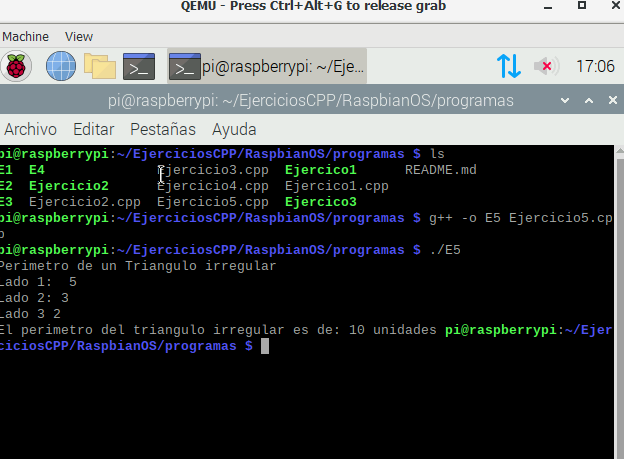 QEMU - Press Ctrl+Alt+G to release grab
Machine View
pi@raspberrypi: ~/Eje... 17:06
pi@raspberrypi: ~/EjerciciosCPP/RaspbianOS/programas
Archivo Editar Pestañas Ayuda
pi@raspberrypi:~/EjerciciosCPP/RaspbianOS/programas $ ls
E1 E4 Ejercicio3.cpp Ejercico1 README.md
E2 Ejercicio2 Ejercicio4.cpp Ejercico1.cpp
E3 Ejercicio2.cpp Ejercicio5.cpp Ejercico3
pi@raspberrypi:~/EjerciciosCPP/RaspbianOS/programas $ g++ -o E5 Ejercicio5.cp
p
pi@raspberrypi:~/EjerciciosCPP/RaspbianOS/programas $ ./E5
Perimetro de un Triangulo irregular
Lado 1:  5
Lado 2: 3
Lado 3 2
El perimetro del triangulo irregular es de: 10 unidades pi@raspberrypi:~/Ejer
ciciosCPP/RaspbianOS/programas $